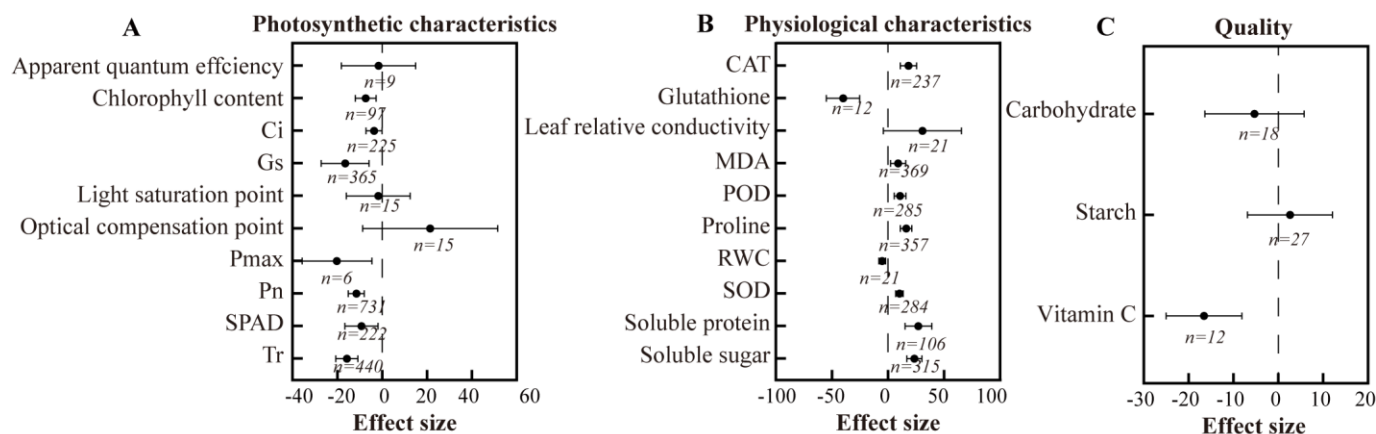 A Photosynthetic characteristics
Apparent quantum effciency
n=9
Chlorophyll content
n=97
Ci
n=225
Gs
n=365
Light saturation point
n=15
Optical compensation point
n=15
Pmax
n=6
Pn
n=731
SPAD
n=222
Tr
n=440
-40 -20 0 20 40 60
Effect size
B Physiological characteristics
CAT
n=237
Glutathione
n=12
Leaf relative conductivity
n=21
MDA
n=369
POD
n=285
Proline
n=357
RWC
n=21
SOD
n=284
Soluble protein
n=106
Soluble sugar
n=315
-100 -50 0 50 100
Effect size
C Quality
Carbohydrate
n=18
Starch
n=27
Vitamin C
n=12
-30 -20 -10 0 10 20
Effect size